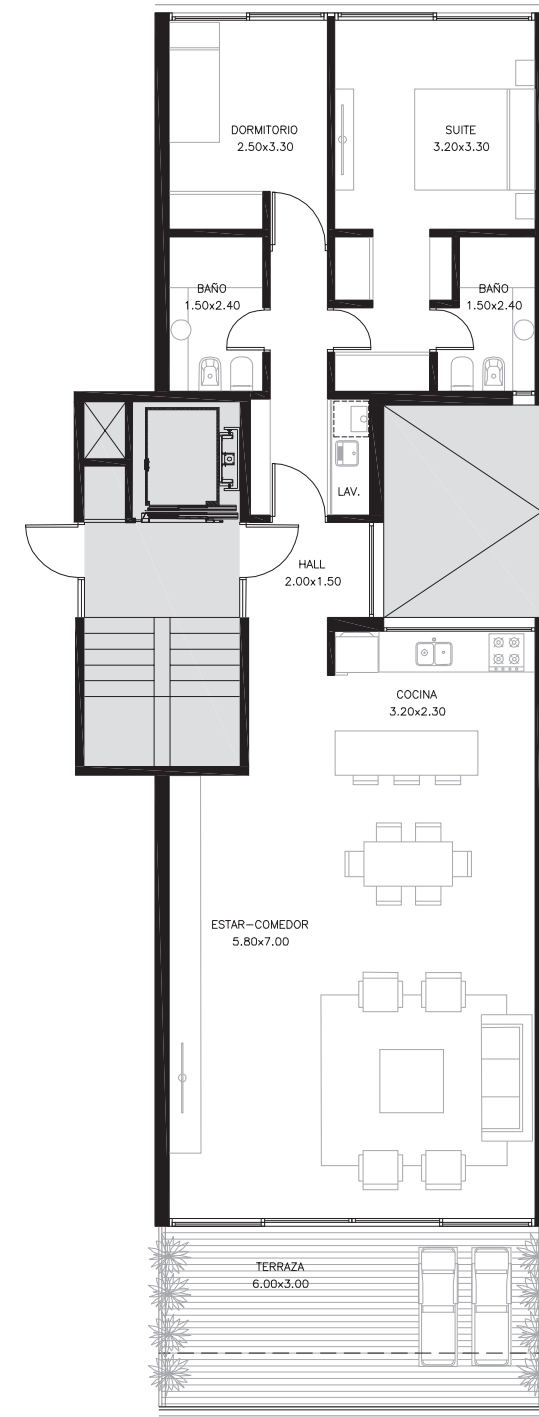 DORMITORIO
2.50x3.30
SUITE
3.20x3.30
BAÑO
1.50x2.40
BAÑO
1.50x2.40
LAV.
HALL
2.00x1.50
COCINA
3.20x2.30
ESTAR-COMEDOR
5.80x7.00
TERRAZA
6.00x3.00